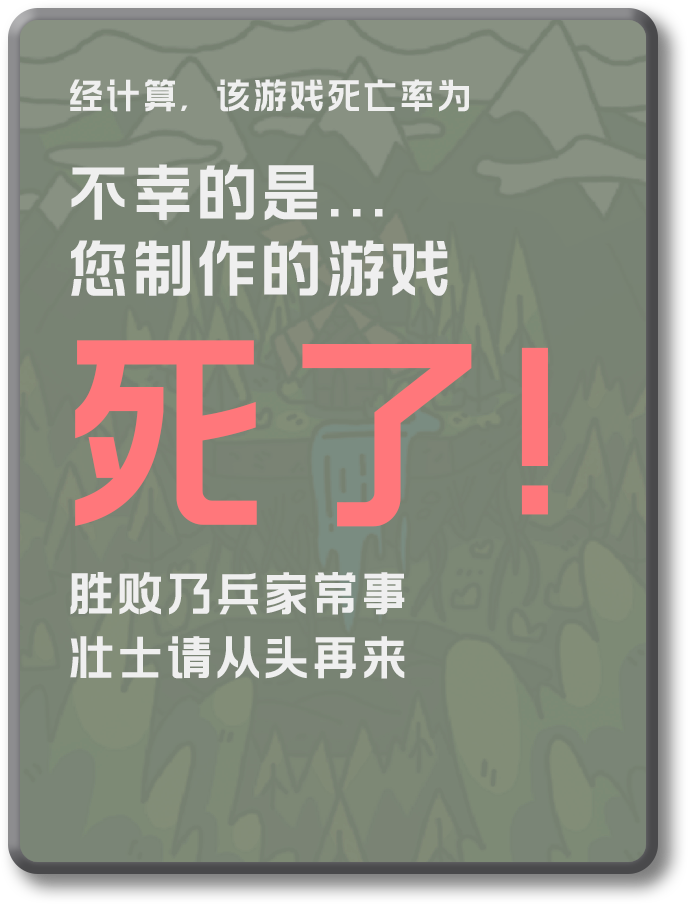 经计算，该游戏死亡率为
不幸的是...
您制作的游戏
死了！
胜败乃兵家常事
壮士请从头再来